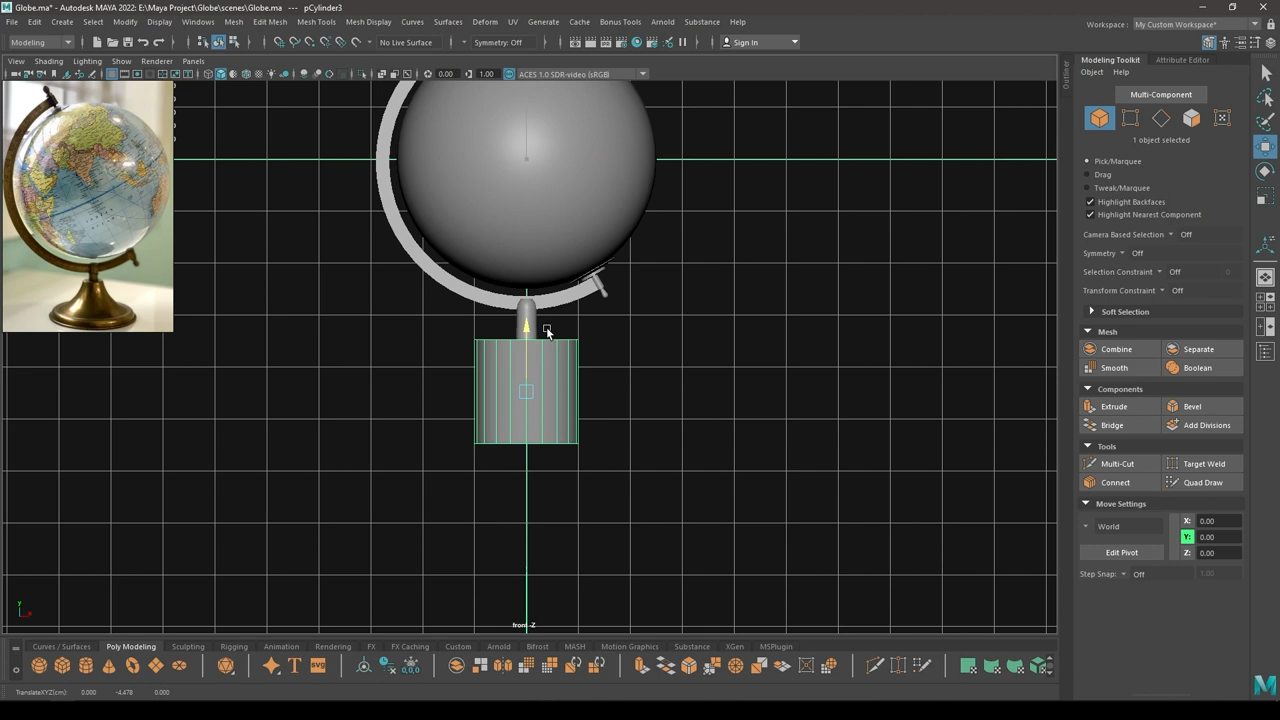 Globe.ma* - Autodesk MAYA 2022: E:\Maya Project\Globe\scenes\Globe.ma* --- pCylinder3
File Edit Create Select Modify Display Windows Mesh Edit Mesh Mesh Tools Mesh Display Curves Surfaces Deform UV Generate Cache Bonus Tools Arnold Substance Help
Workspace : My Custom Workspace*
Modeling No Live Surface Symmetry: Off Sign In
View Shading Lighting Show Renderer Panels
0.00 1.00 ACES 1.0 SDR-video (sRGB)
Outliner
Modeling Toolkit Attribute Editor
Object Help
Multi-Component
1 object selected
Pick/Marquee
Drag
Tweak/Marquee
Highlight Backfaces
Highlight Nearest Component
Camera Based Selection Off
Symmetry Off
Selection Constraint Off 0
Transform Constraint Off
Soft Selection
Mesh
Combine Separate
Smooth Boolean
Components
Extrude Bevel
Bridge Add Divisions
Tools
Multi-Cut Target Weld
Connect Quad Draw
Move Settings
World X: 0.00
Y: 0.00
Edit Pivot Z: 0.00
Step Snap: Off 1.00
y
x
front -Z
Curves / Surfaces Poly Modeling Sculpting Rigging Animation Rendering FX FX Caching Custom Arnold Bifrost MASH Motion Graphics Substance XGen MSPlugin
T SVG
0,0,0
TranslateXYZ(cm): 0.000 -4.478 0.000